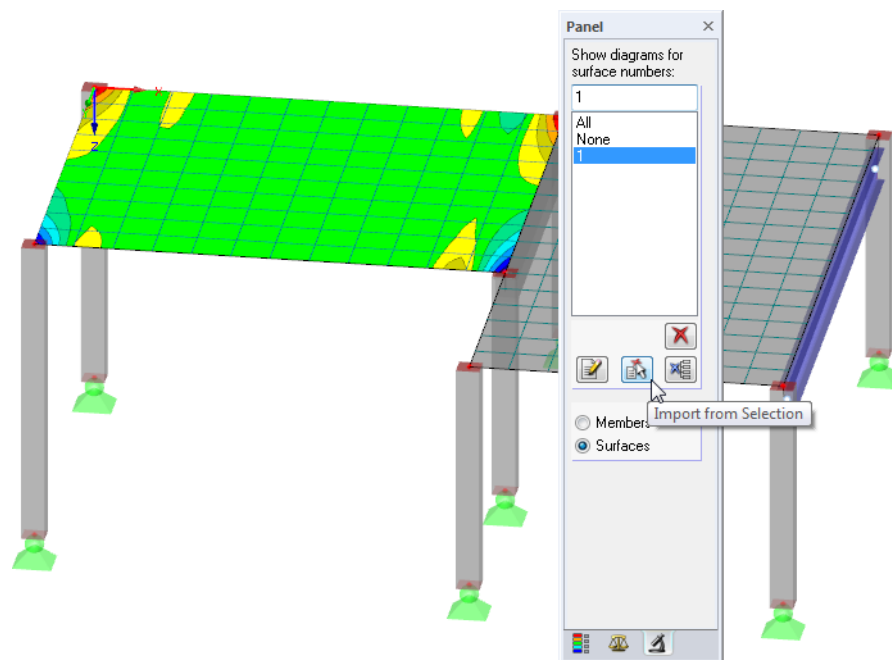 Panel
Show diagrams for
surface numbers:
1
All
None
1
Import from Selection
Members
Surfaces
x
z